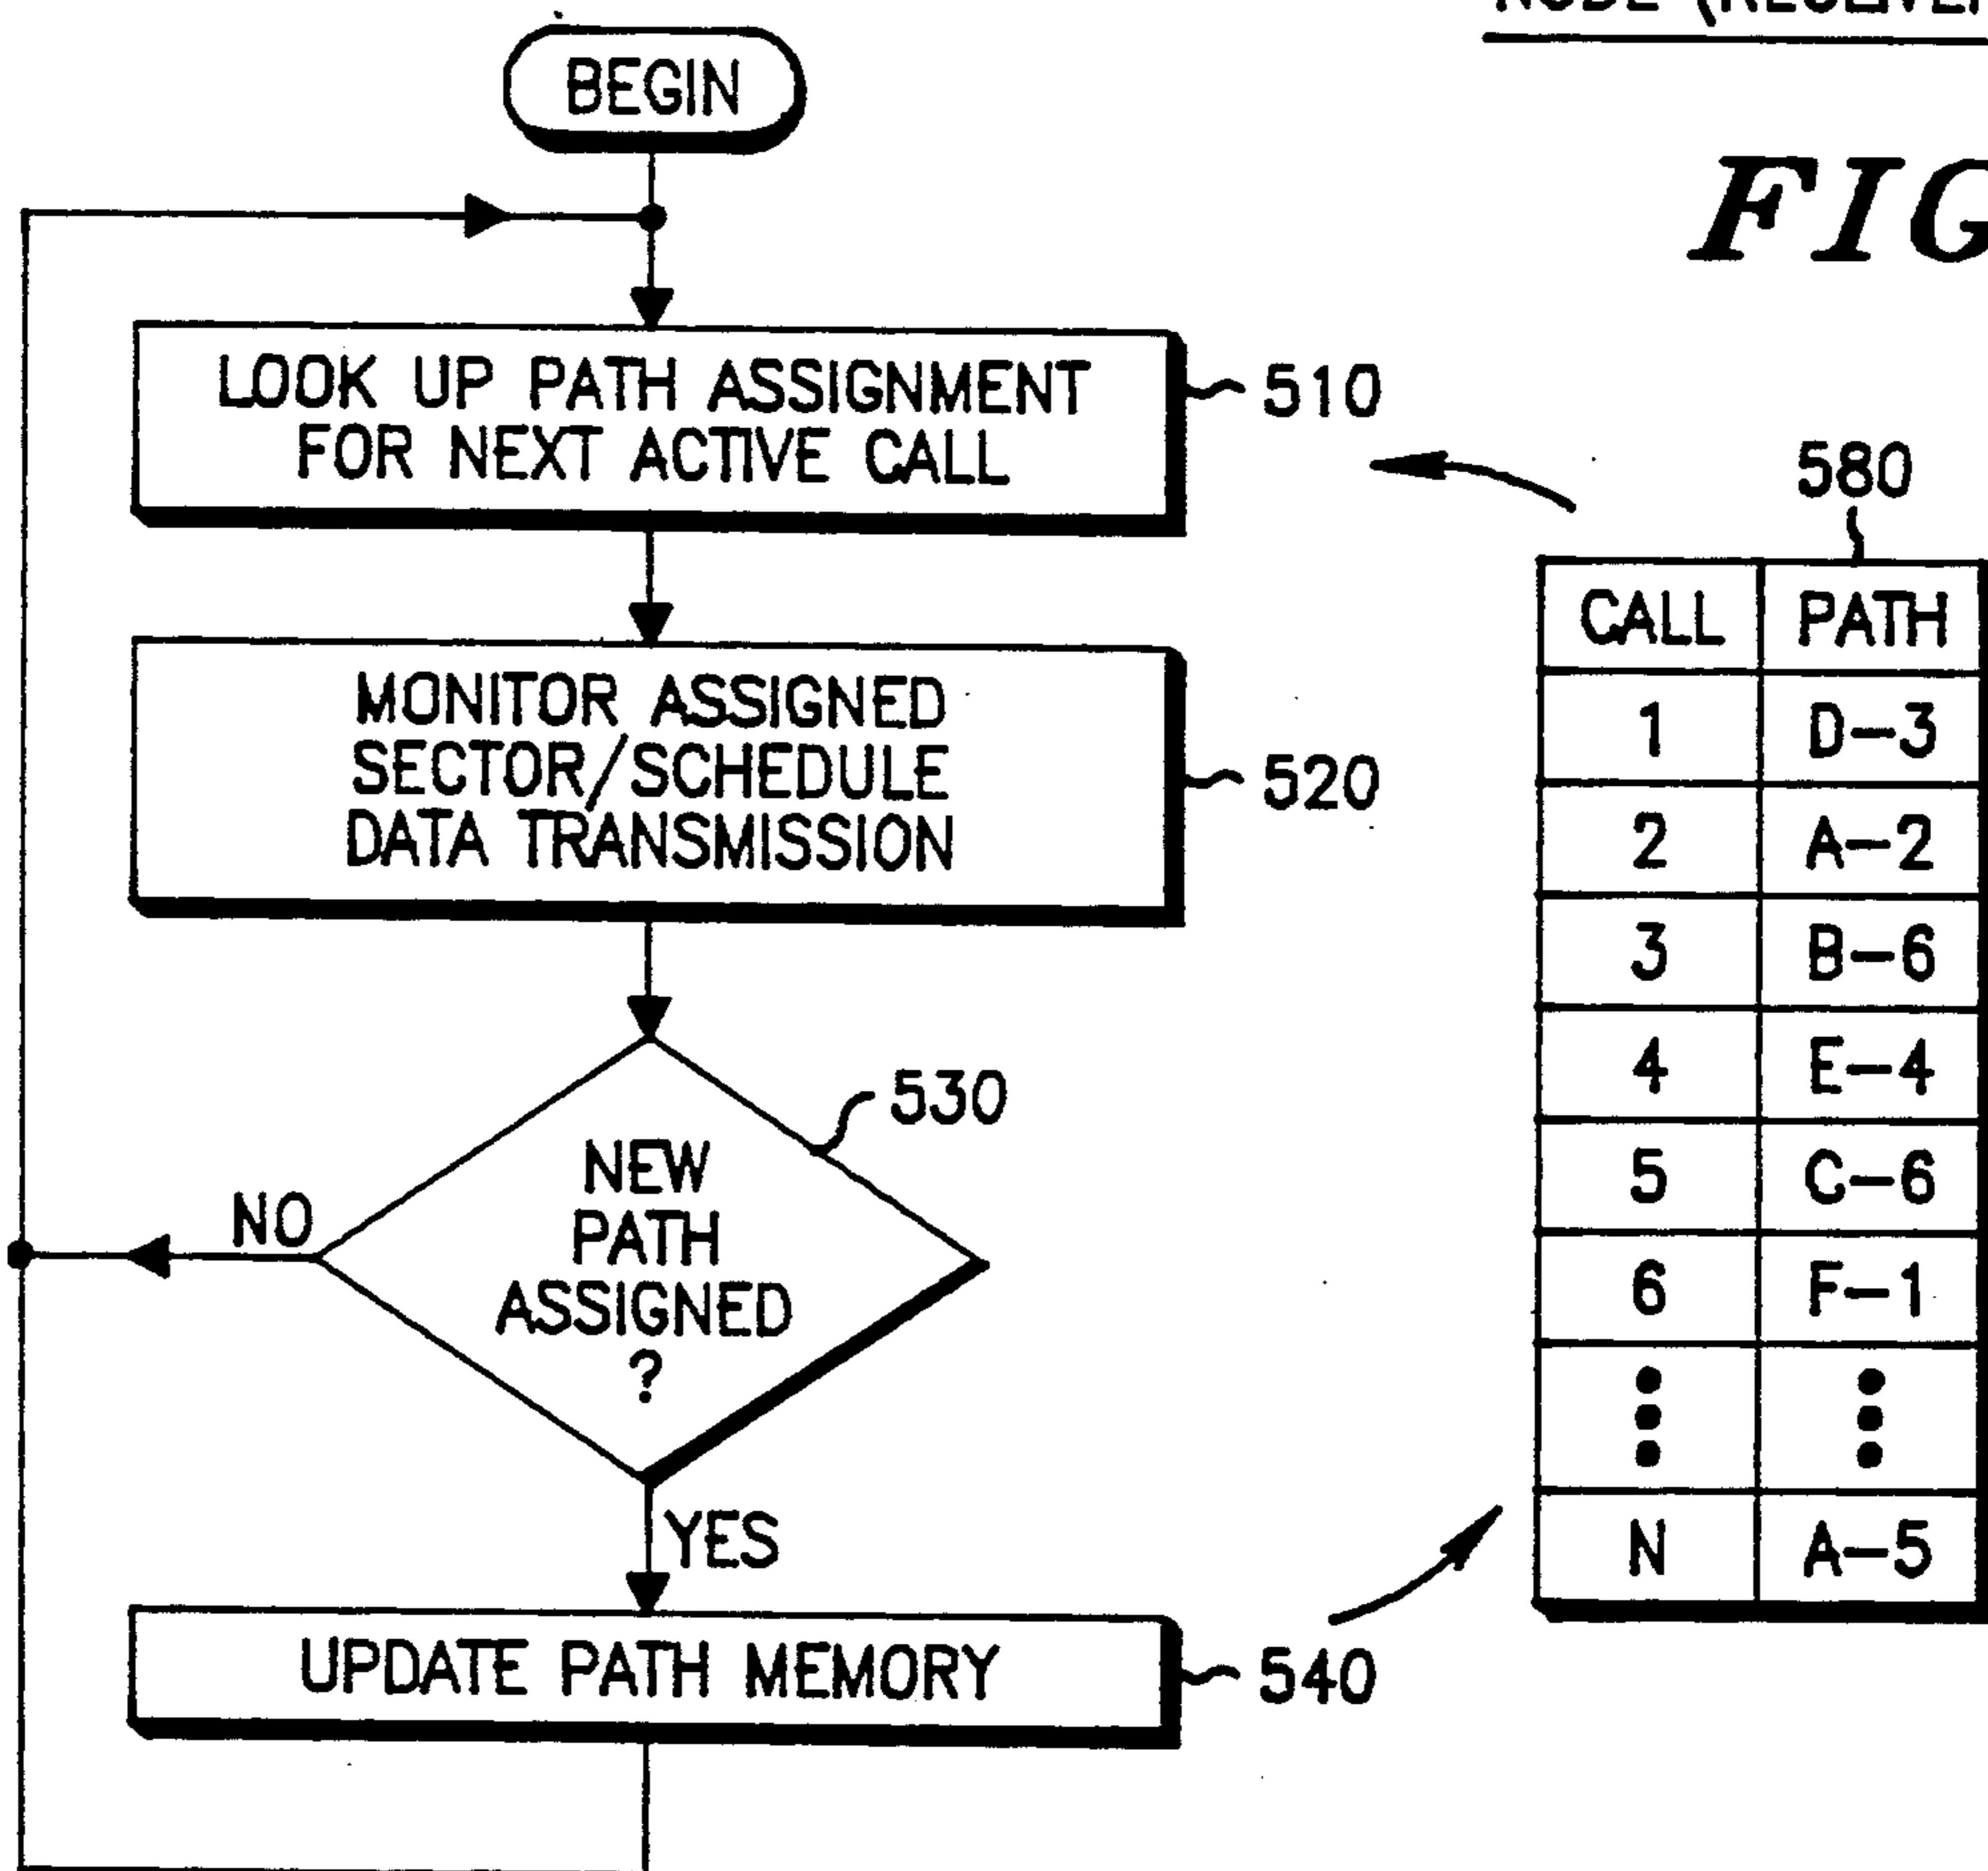 NODE
BEGIN
FIG
LOOK UP PATH ASSIGNMENT
FOR NEXT ACTIVE CALL
510
MONITOR ASSIGNED
SECTOR/SCHEDULE
DATA TRANSMISSION
520
NEW
PATH
ASSIGNED
?
530
NO
YES
UPDATE PATH MEMORY
540
580
CALL PATH
1 D-3
2 A-2
3 B-6
4 E-4
5 C-6
6 F-1
N A-5